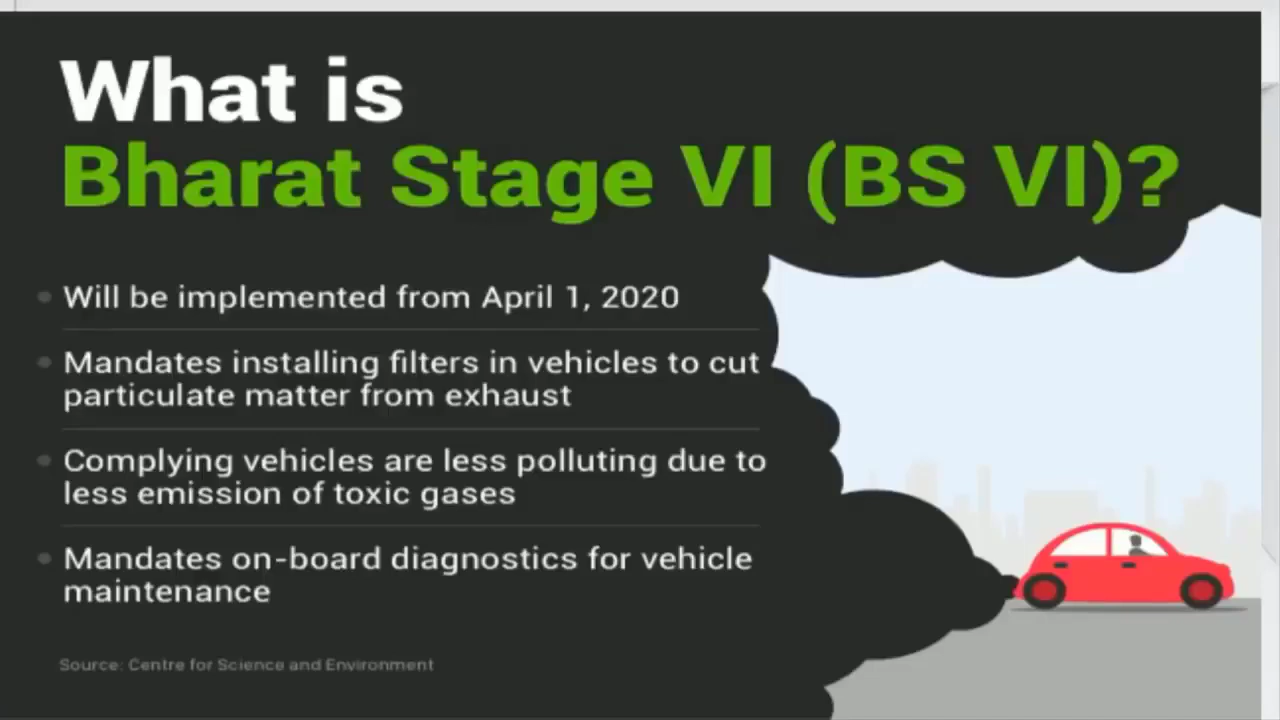 What is
Bharat Stage VI (BS VI)?
Will be implemented from April 1, 2020
Mandates installing filters in vehicles to cut
particulate matter from exhaust
Complying vehicles are less polluting due to
less emission of toxic gases
Mandates on-board diagnostics for vehicle
maintenance
Source: Centre for Science and Environment